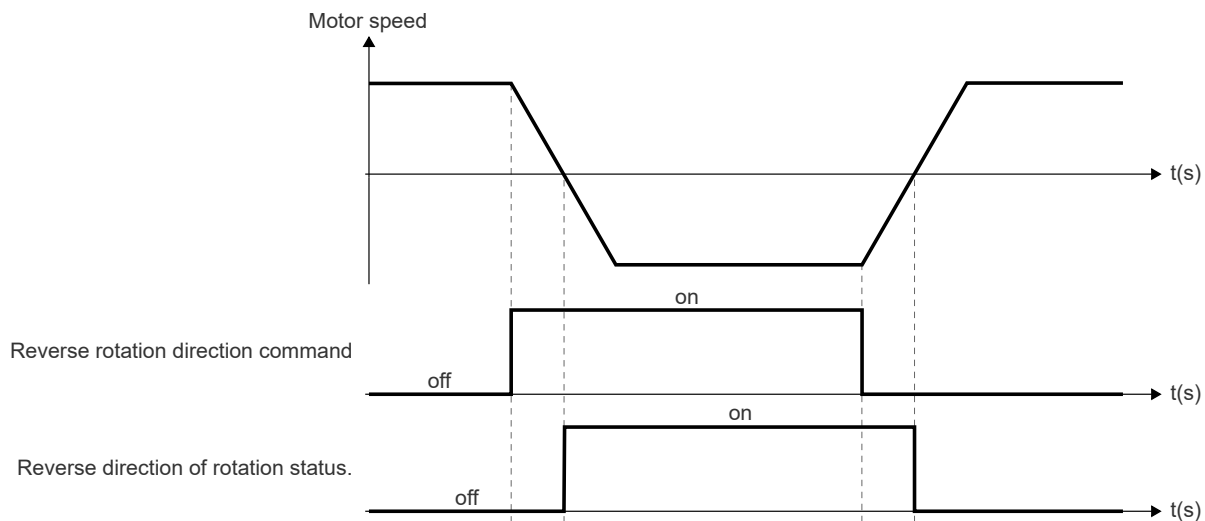 Motor speed
t(s)
on
Reverse rotation direction command
off
t(s)
on
Reverse direction of rotation status.
off
t(s)